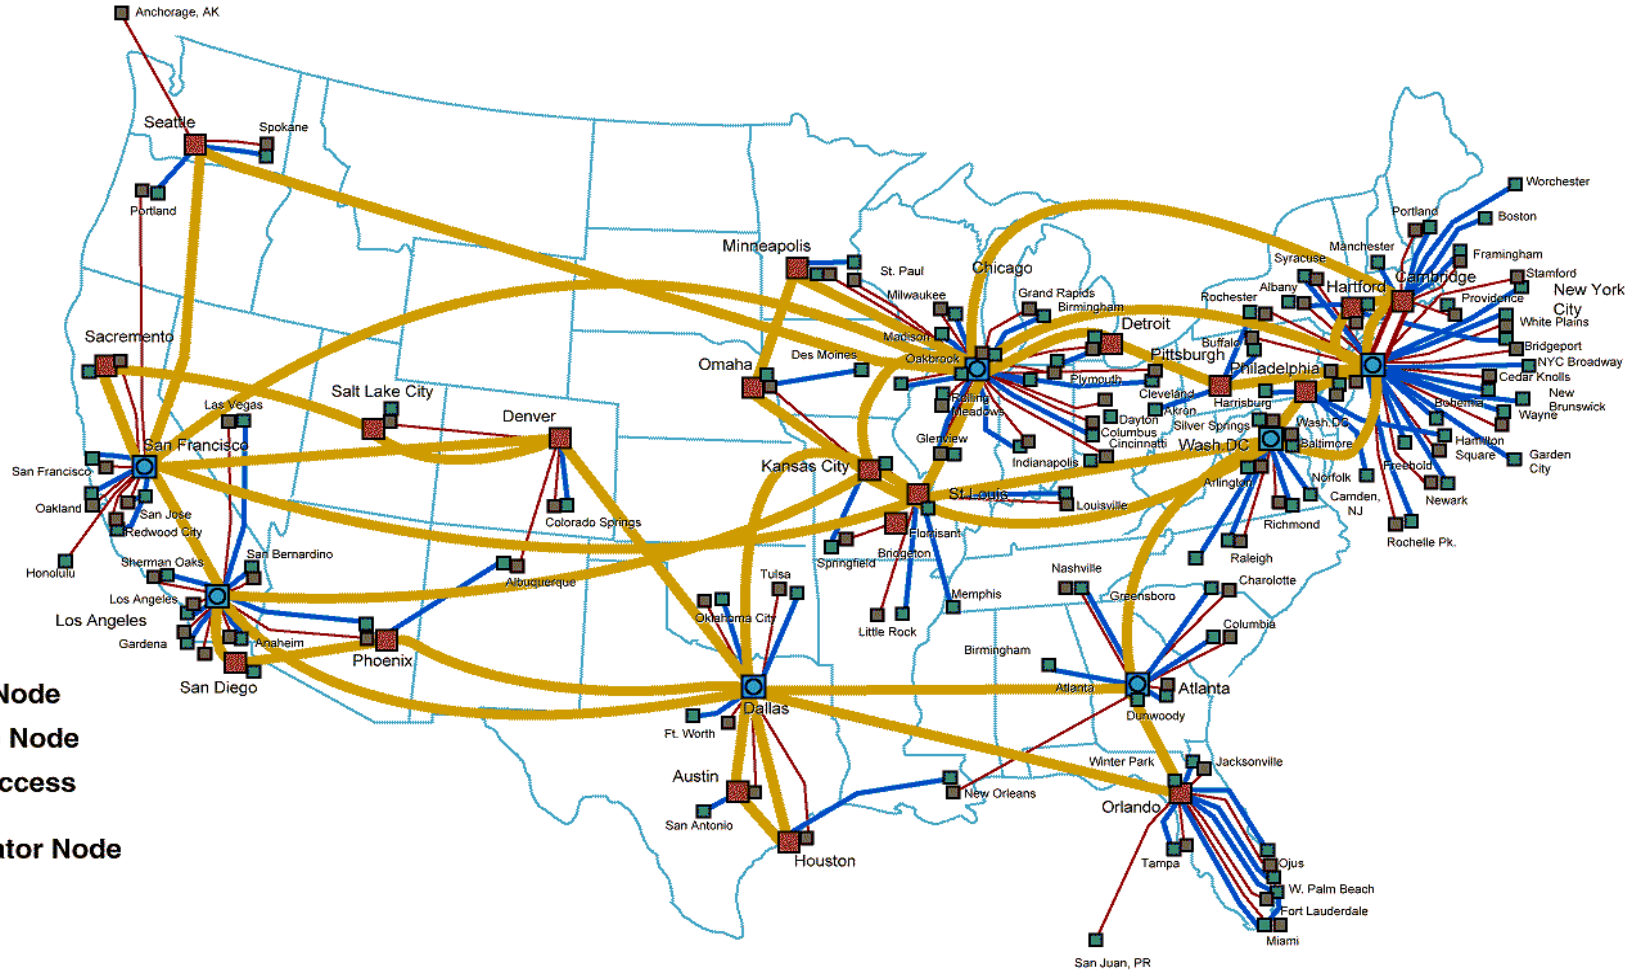 Anchorage, AK
Seattle
Spokane
Portland
Worchester
Boston
Portland
Framingham
Manchester
Syracuse
Cambridge
Stamford
New York
City
Minneapolis
St. Paul
Chicago
Albany
Hartford
Providence
Milwaukee
Grand Rapids
Birmingham
Rochester
White Plains
Sacramento
Madison
Detroit
Buffalo
Bridgeport
Omaha
Des Moines
Oakbrook
Pittsburgh
Philadelphia
NYC Broadway
Plymouth
Cedar Knolls
Salt Lake City
Cleveland
Harrisburg
New
Brunswick
Las Vegas
Denver
Rolling
Meadows
Akron
Bohemia
Wayne
Dayton
Silver Springs
Wash.DC
Columbus
Cincinnatti
San Francisco
Glenview
Wash.DC
Baltimore
Hamilton
Square
San Francisco
Kansas City
Indianapolis
Freehold
Garden
City
Arlington
Norfolk
Oakland
San Jose
St.Louis
Louisville
Camden,
NJ
Newark
Redwood City
Colorado Springs
Florrisant
Richmond
Rochelle Pk.
Honolulu
Sherman Oaks
San Bernardino
Bridgeton
Springfield
Raleigh
Albuquerque
Tulsa
Nashville
Charolotte
Los Angeles
Los Angeles
Oklahoma City
Memphis
Greensboro
Little Rock
Columbia
Gardena
Anaheim
Phoenix
Birmingham
San Diego
Atlanta
Atlanta
Node
Dallas
Dunwoody
Node
Ft. Worth
Winter Park
Jacksonville
ccess
Austin
New Orleans
Orlando
San Antonio
ator Node
Houston
Tampa
Ojus
W. Palm Beach
Fort Lauderdale
Miami
San Juan, PR